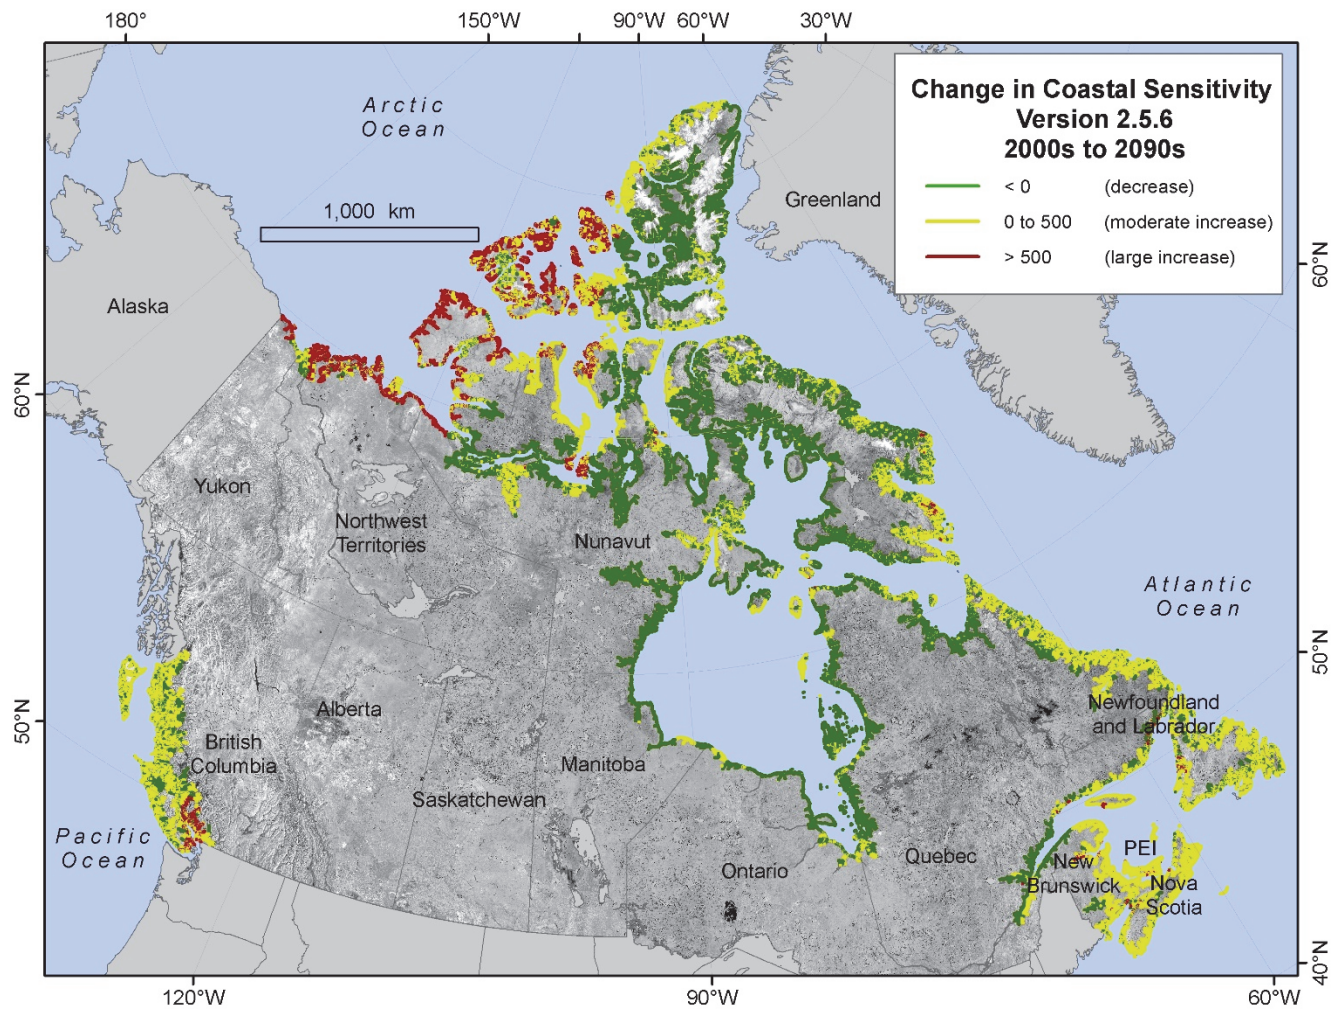 180°
150°W
90°W
60°W
30°W
Arctic
Ocean
Change in Coastal Sensitivity
Version 2.5.6
2000s to 2090s
< 0 (decrease)
0 to 500 (moderate increase)
> 500 (large increase)
1,000 km
Greenland
60°N
Alaska
60°N
Yukon
Northwest
Territories
Nunavut
Atlantic
Ocean
50°N
50°N
Alberta
British
Columbia
Newfoundland
and Labrador
Manitoba
Saskatchewan
Pacific
Ocean
Ontario
Quebec
PEI
New
Brunswick
Nova
Scotia
40°N
120°W
90°W
60°W